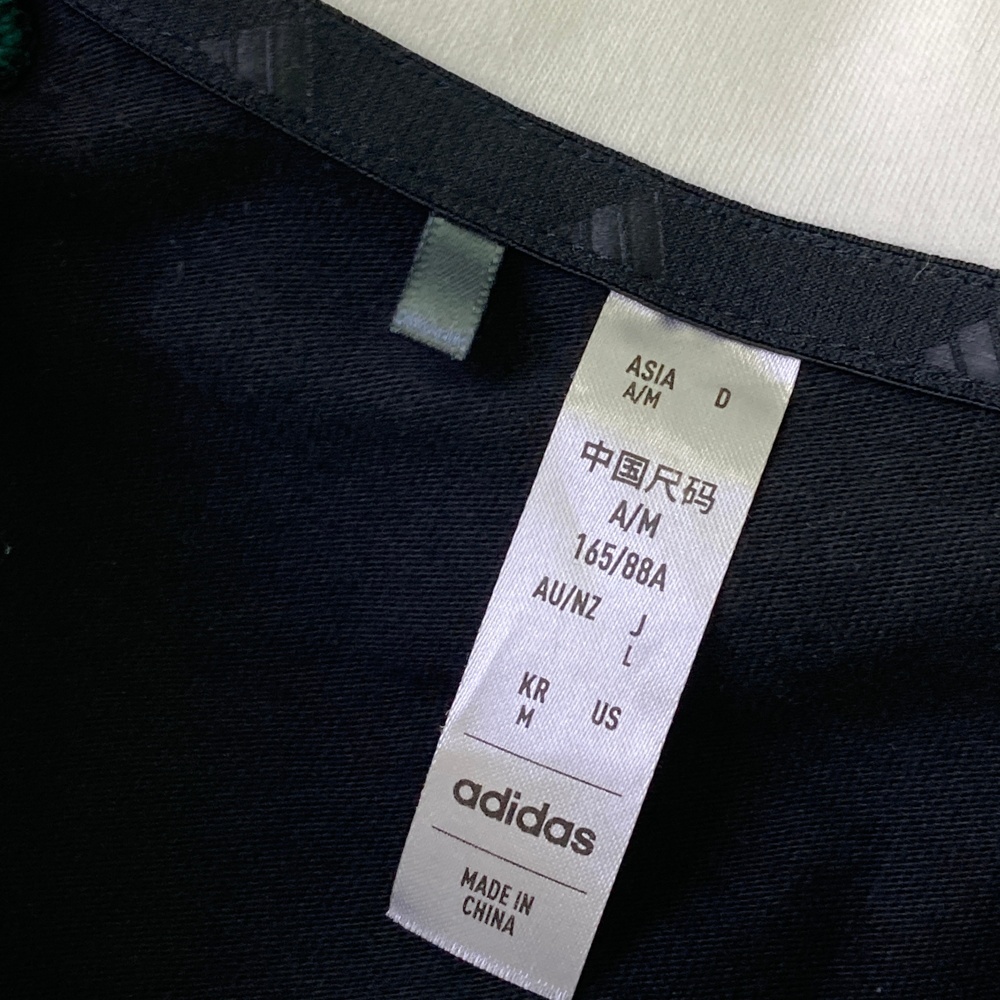 ASIA D
A/M
中国尺码
A/M
165/88A
AU/NZ J
L
KR US
M
adidas
MADE IN
CHINA